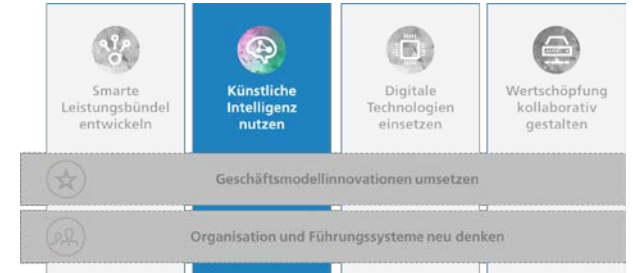 Smarte
Leistungsbündel
entwickeln
Künstliche
Intelligenz
nutzen
Digitale
Technologien
einsetzen
Wertschöpfung
kollaborativ
gestalten
Geschäftsmodellinnovationen umsetzen
Organisation und Führungssysteme neu denken